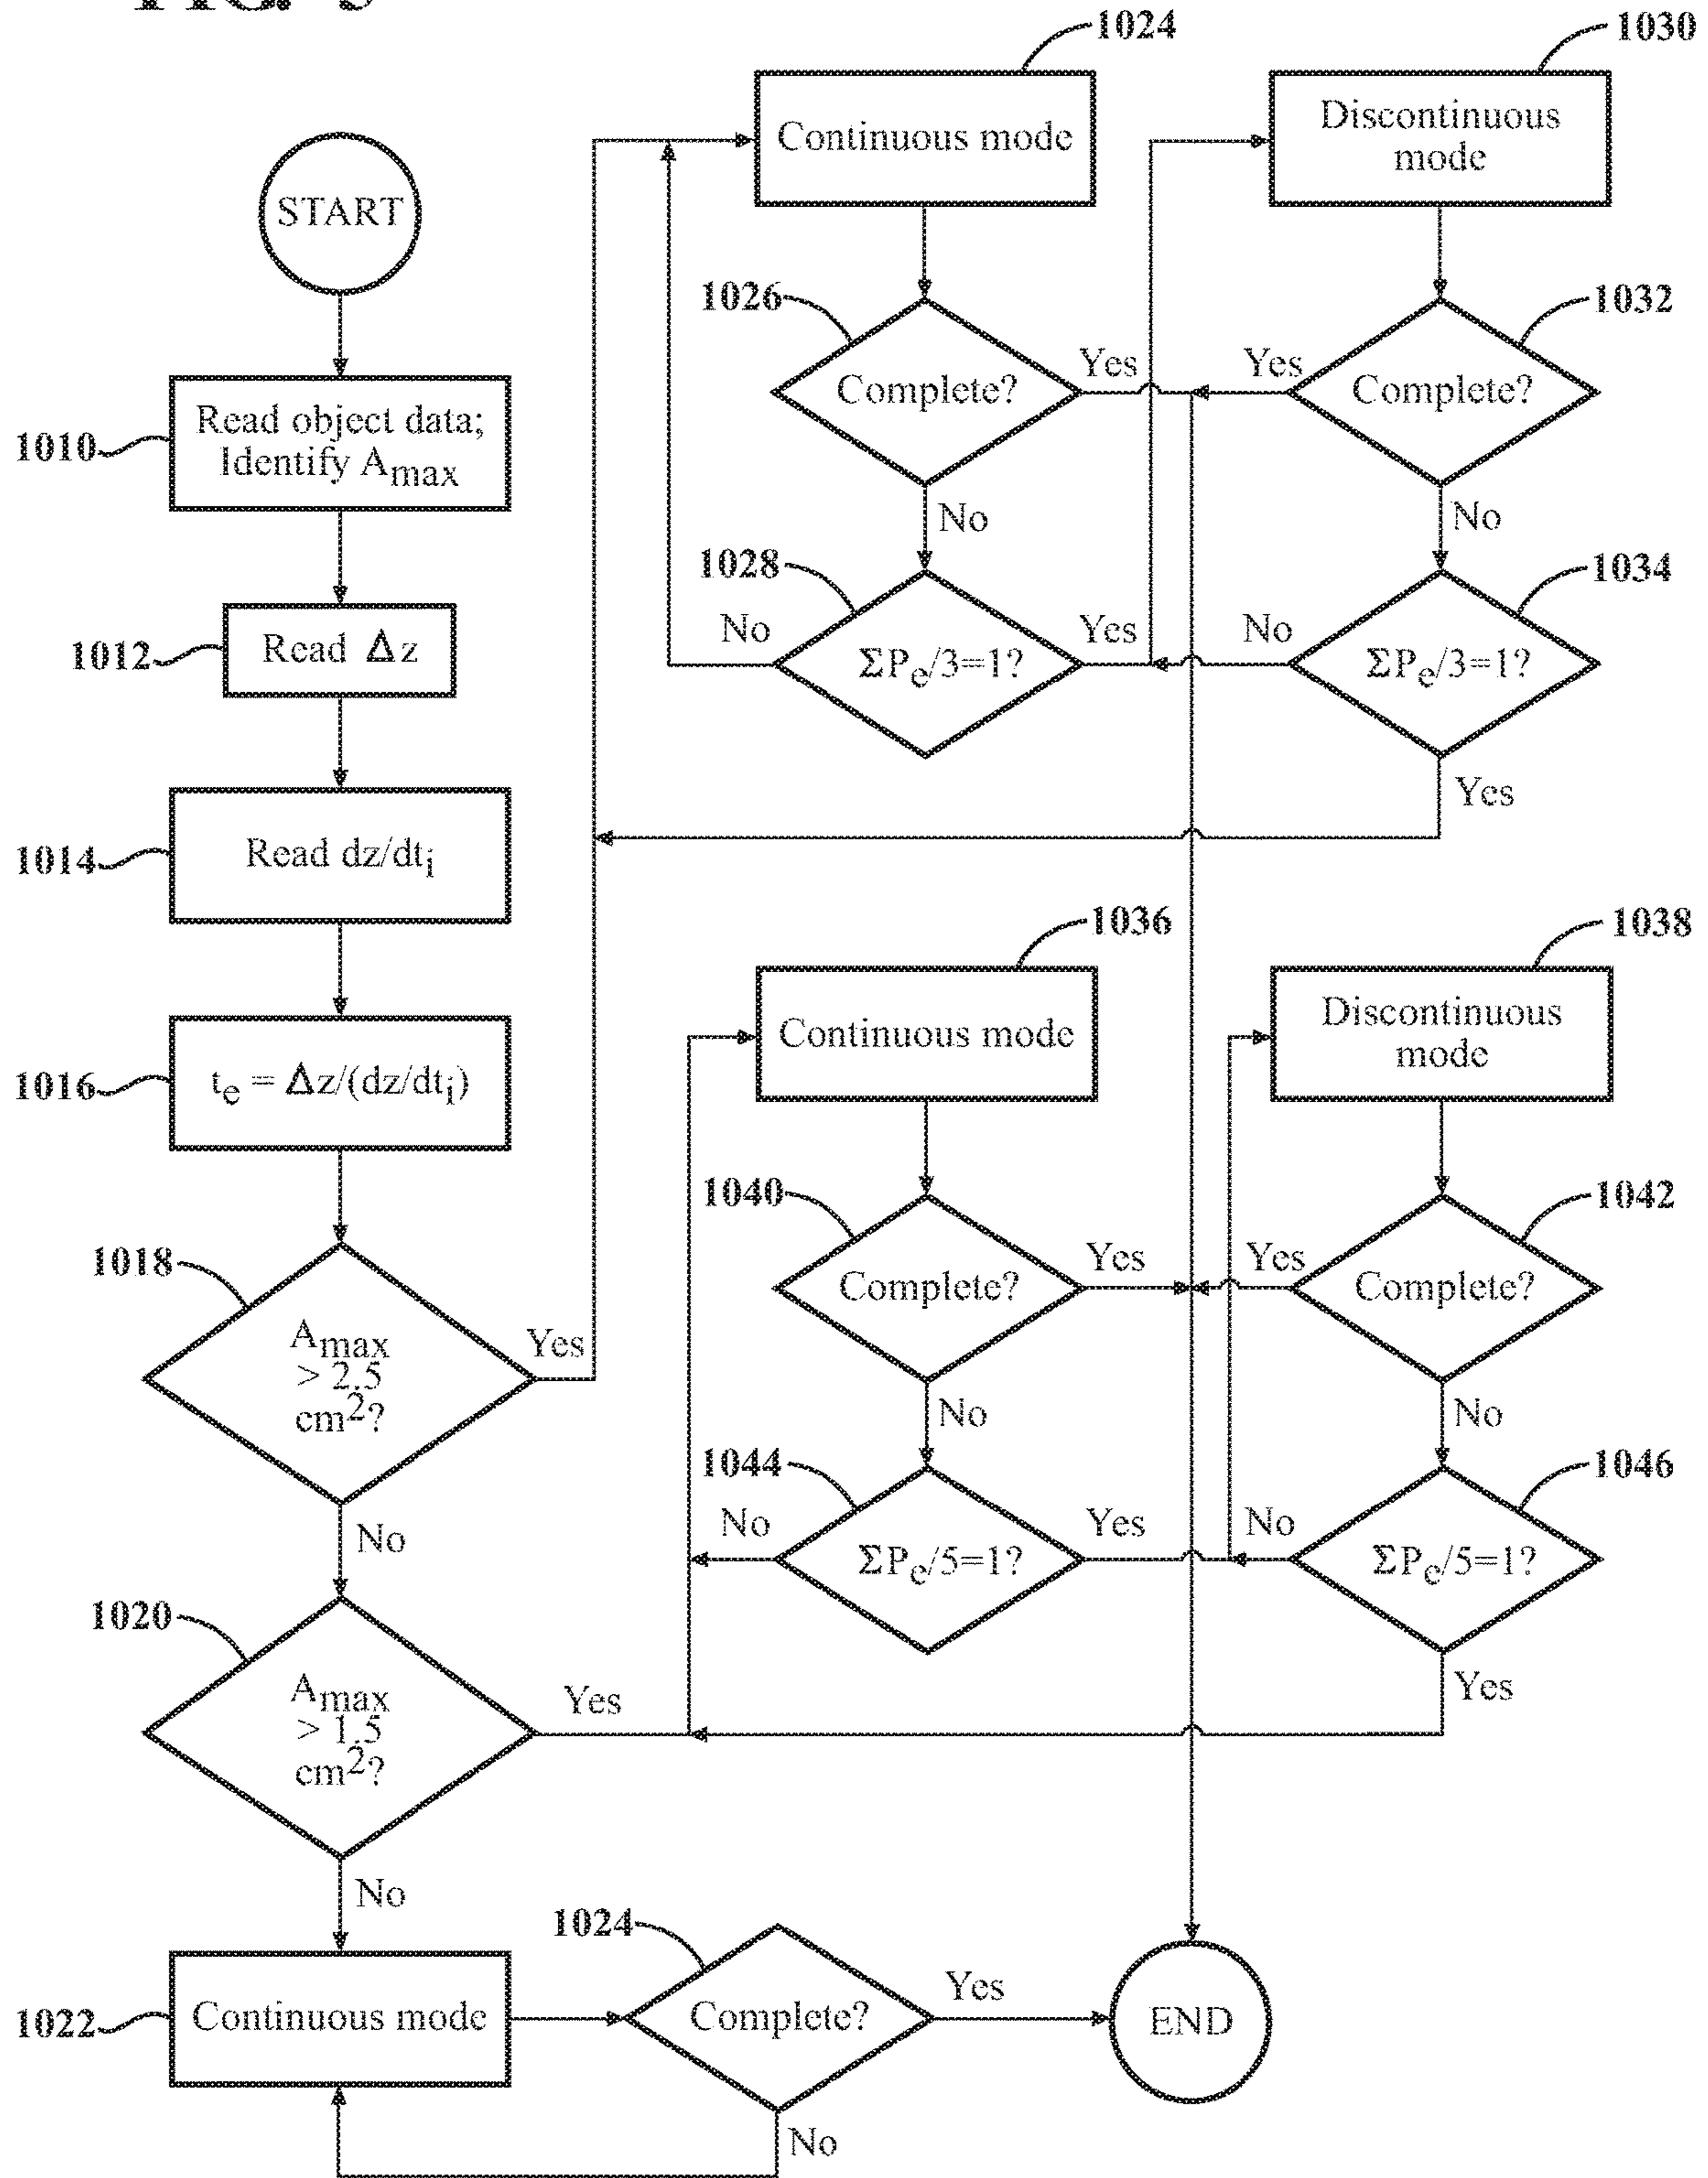 START
1010
Read object data;
Identify Amax
1012
Read Δz
1014
Read dz/dti
1016
te = Δz/(dz/dti)
1018
Amax
> 2.5
cm²?
Yes
No
1020
Amax
> 1.5
cm²?
Yes
No
1022
Continuous mode
1024
Complete?
Yes
No
END
1024
Continuous mode
1026
Complete?
Yes
No
1028
ΣPe/3=1?
No
Yes
1030
Discontinuous
mode
1032
Complete?
Yes
No
1034
ΣPe/3=1?
No
Yes
1036
Continuous mode
1040
Complete?
Yes
No
1044
ΣPe/5=1?
No
Yes
1038
Discontinuous
mode
1042
Complete?
Yes
No
1046
ΣPe/5=1?
No
Yes